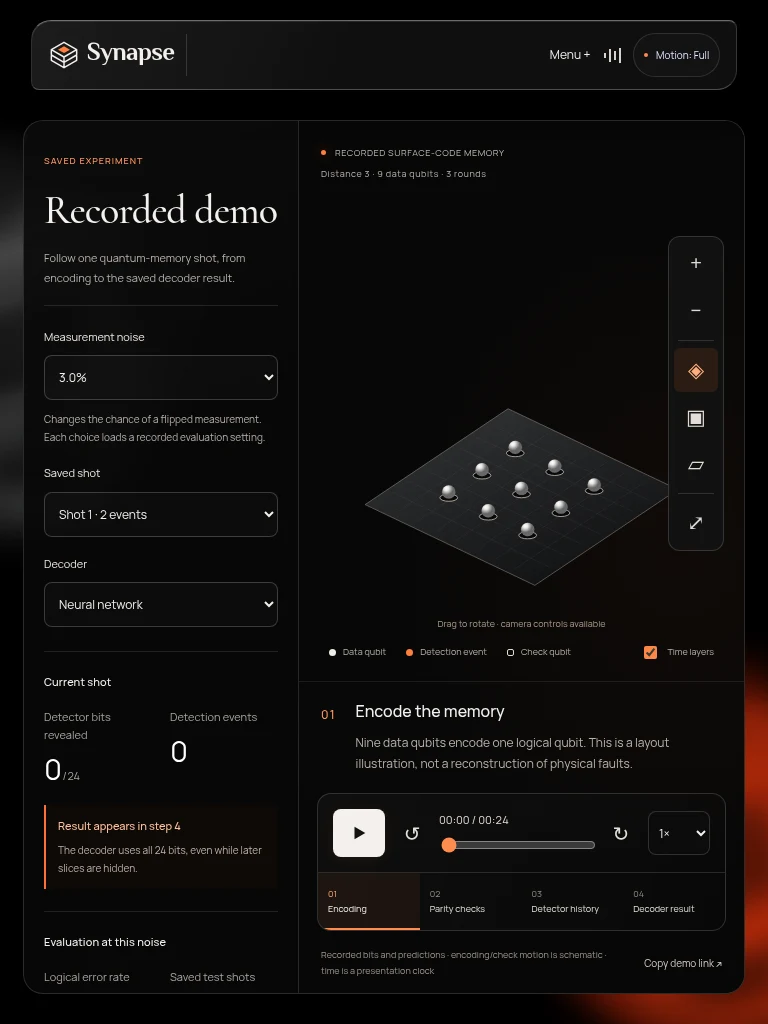 Synapse
Menu +
Motion: Full
SAVED EXPERIMENT
Recorded demo
Follow one quantum-memory shot, from
encoding to the saved decoder result.
Measurement noise
3.0%
Changes the chance of a flipped measurement.
Each choice loads a recorded evaluation setting.
Saved shot
Shot 1 · 2 events
Decoder
Neural network
Current shot
Detector bits
revealed
0 / 24
Detection events
0
Result appears in step 4
The decoder uses all 24 bits, even while later
slices are hidden.
Evaluation at this noise
Logical error rate
Saved test shots
RECORDED SURFACE-CODE MEMORY
Distance 3 · 9 data qubits · 3 rounds
Drag to rotate · camera controls available
Data qubit
Detection event
Check qubit
Time layers
01
Encode the memory
Nine data qubits encode one logical qubit. This is a layout
illustration, not a reconstruction of physical faults.
00:00 / 00:24
1×
01
Encoding
02
Parity checks
03
Detector history
04
Decoder result
Recorded bits and predictions · encoding/check motion is schematic ·
time is a presentation clock
Copy demo link ↗